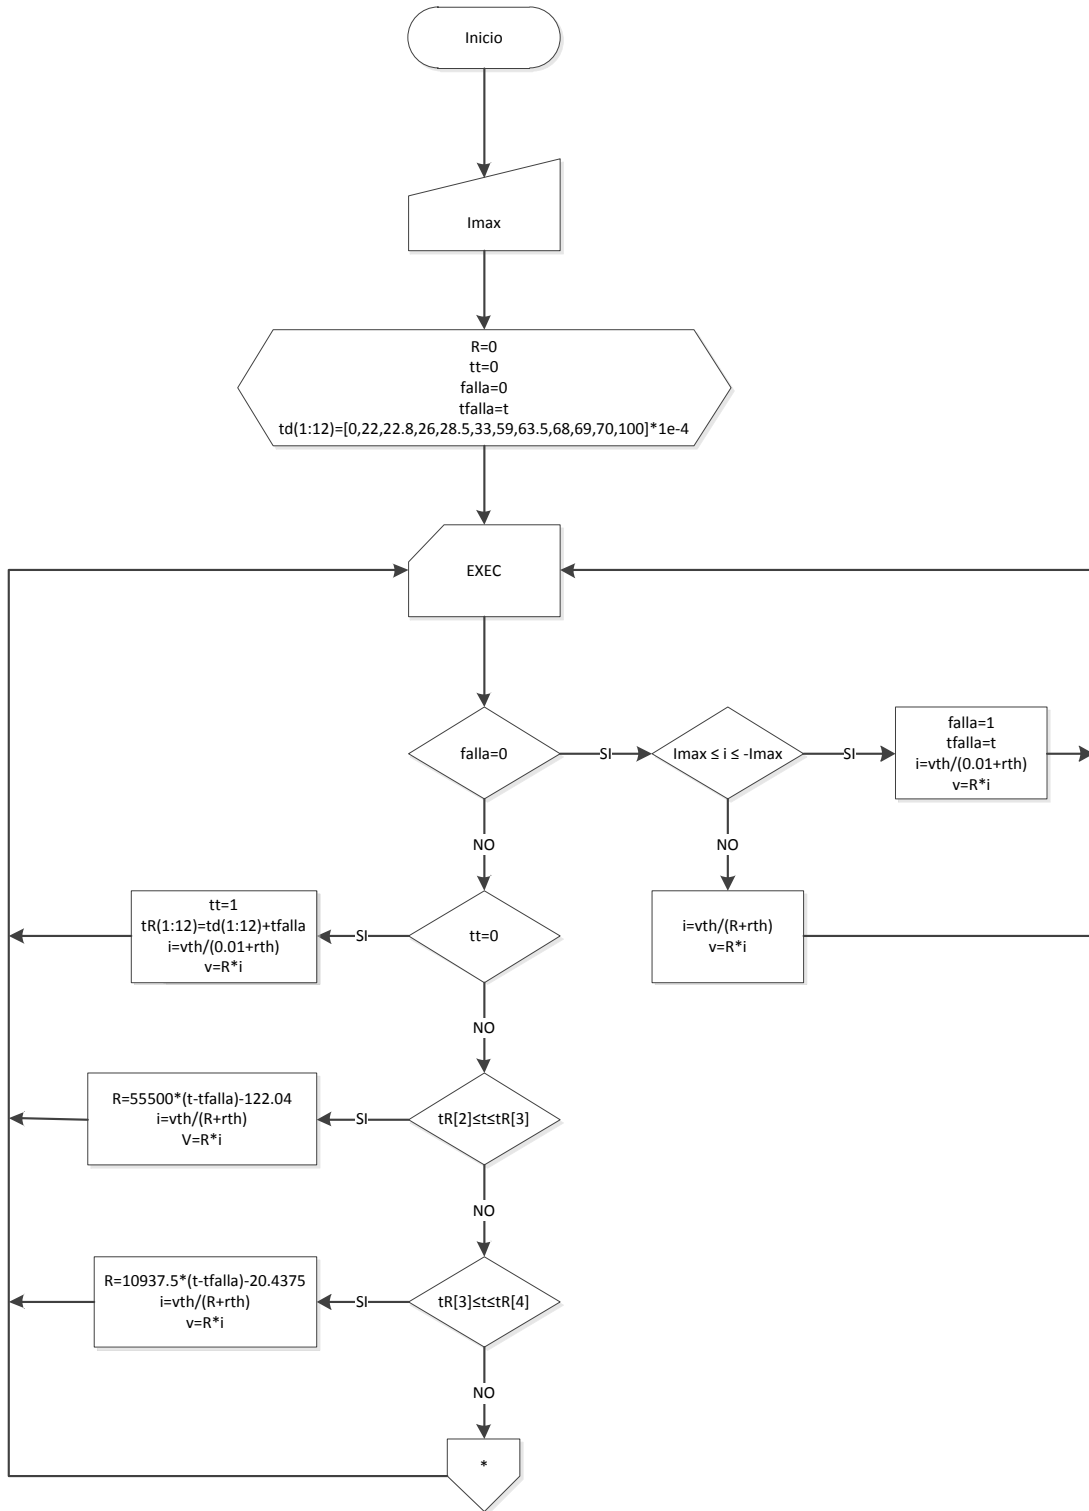 Inicio
Imax
R=0
tt=0
falla=0
tfalla=t
td(1:12)=[0,22,22.8,26,28.5,33,59,63.5,68,69,70,100]*1e-4
EXEC
falla=0
SI
Imax ≤ i ≤ -Imax
SI
falla=1
tfalla=t
i=vth/(0.01+rth)
v=R*i
NO
NO
i=vth/(R+rth)
v=R*i
tt=0
SI
tt=1
tR(1:12)=td(1:12)+tfalla
i=vth/(0.01+rth)
v=R*i
NO
tR[2]≤t≤tR[3]
SI
R=55500*(t-tfalla)-122.04
i=vth/(R+rth)
V=R*i
NO
tR[3]≤t≤tR[4]
SI
R=10937.5*(t-tfalla)-20.4375
i=vth/(R+rth)
v=R*i
NO
*